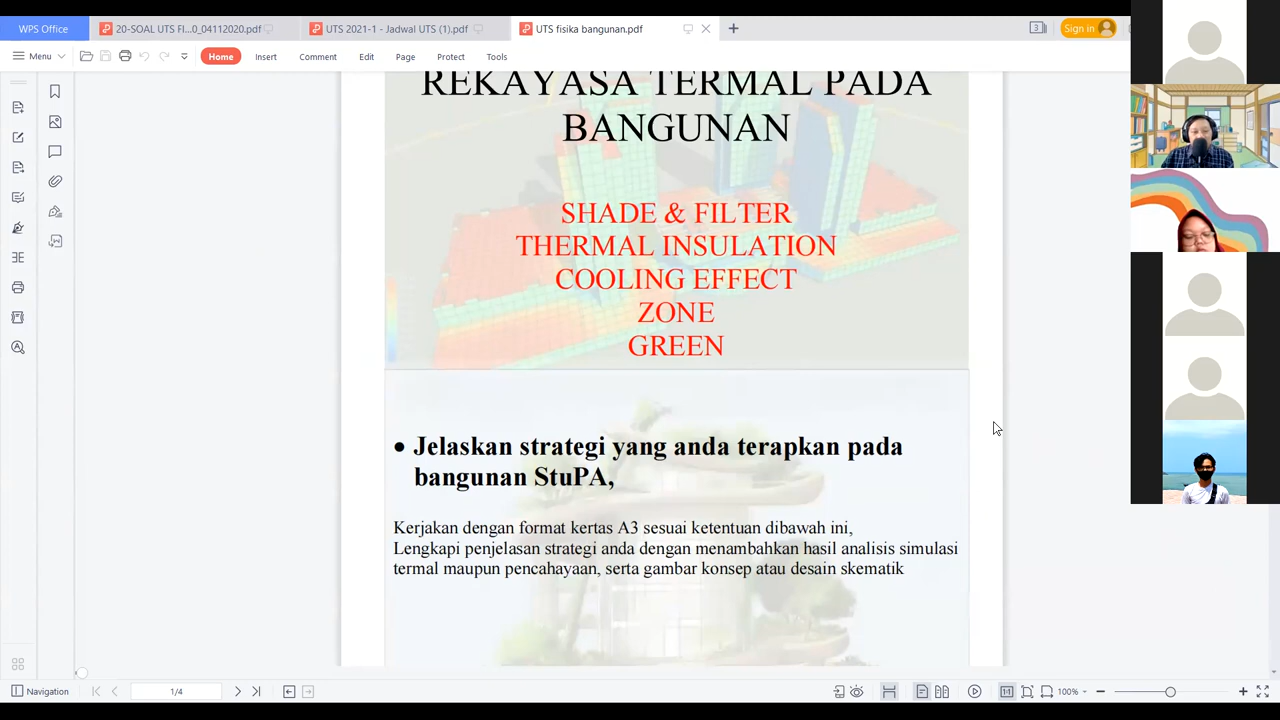 WPS Office
20-SOAL UTS FI...0_04112020.pdf
UTS 2021-1 - Jadwal UTS (1).pdf
UTS fisika bangunan.pdf
Sign in
Menu
Home
Insert
Comment
Edit
Page
Protect
Tools
REKAYASA TERMAL PADA
BANGUNAN
SHADE & FILTER
THERMAL INSULATION
COOLING EFFECT
ZONE
GREEN
• Jelaskan strategi yang anda terapkan pada
bangunan StuPA,
Kerjakan dengan format kertas A3 sesuai ketentuan dibawah ini,
Lengkapi penjelasan strategi anda dengan menambahkan hasil analisis simulasi
termal maupun pencahayaan, serta gambar konsep atau desain skematik
Navigation
1/4
100%